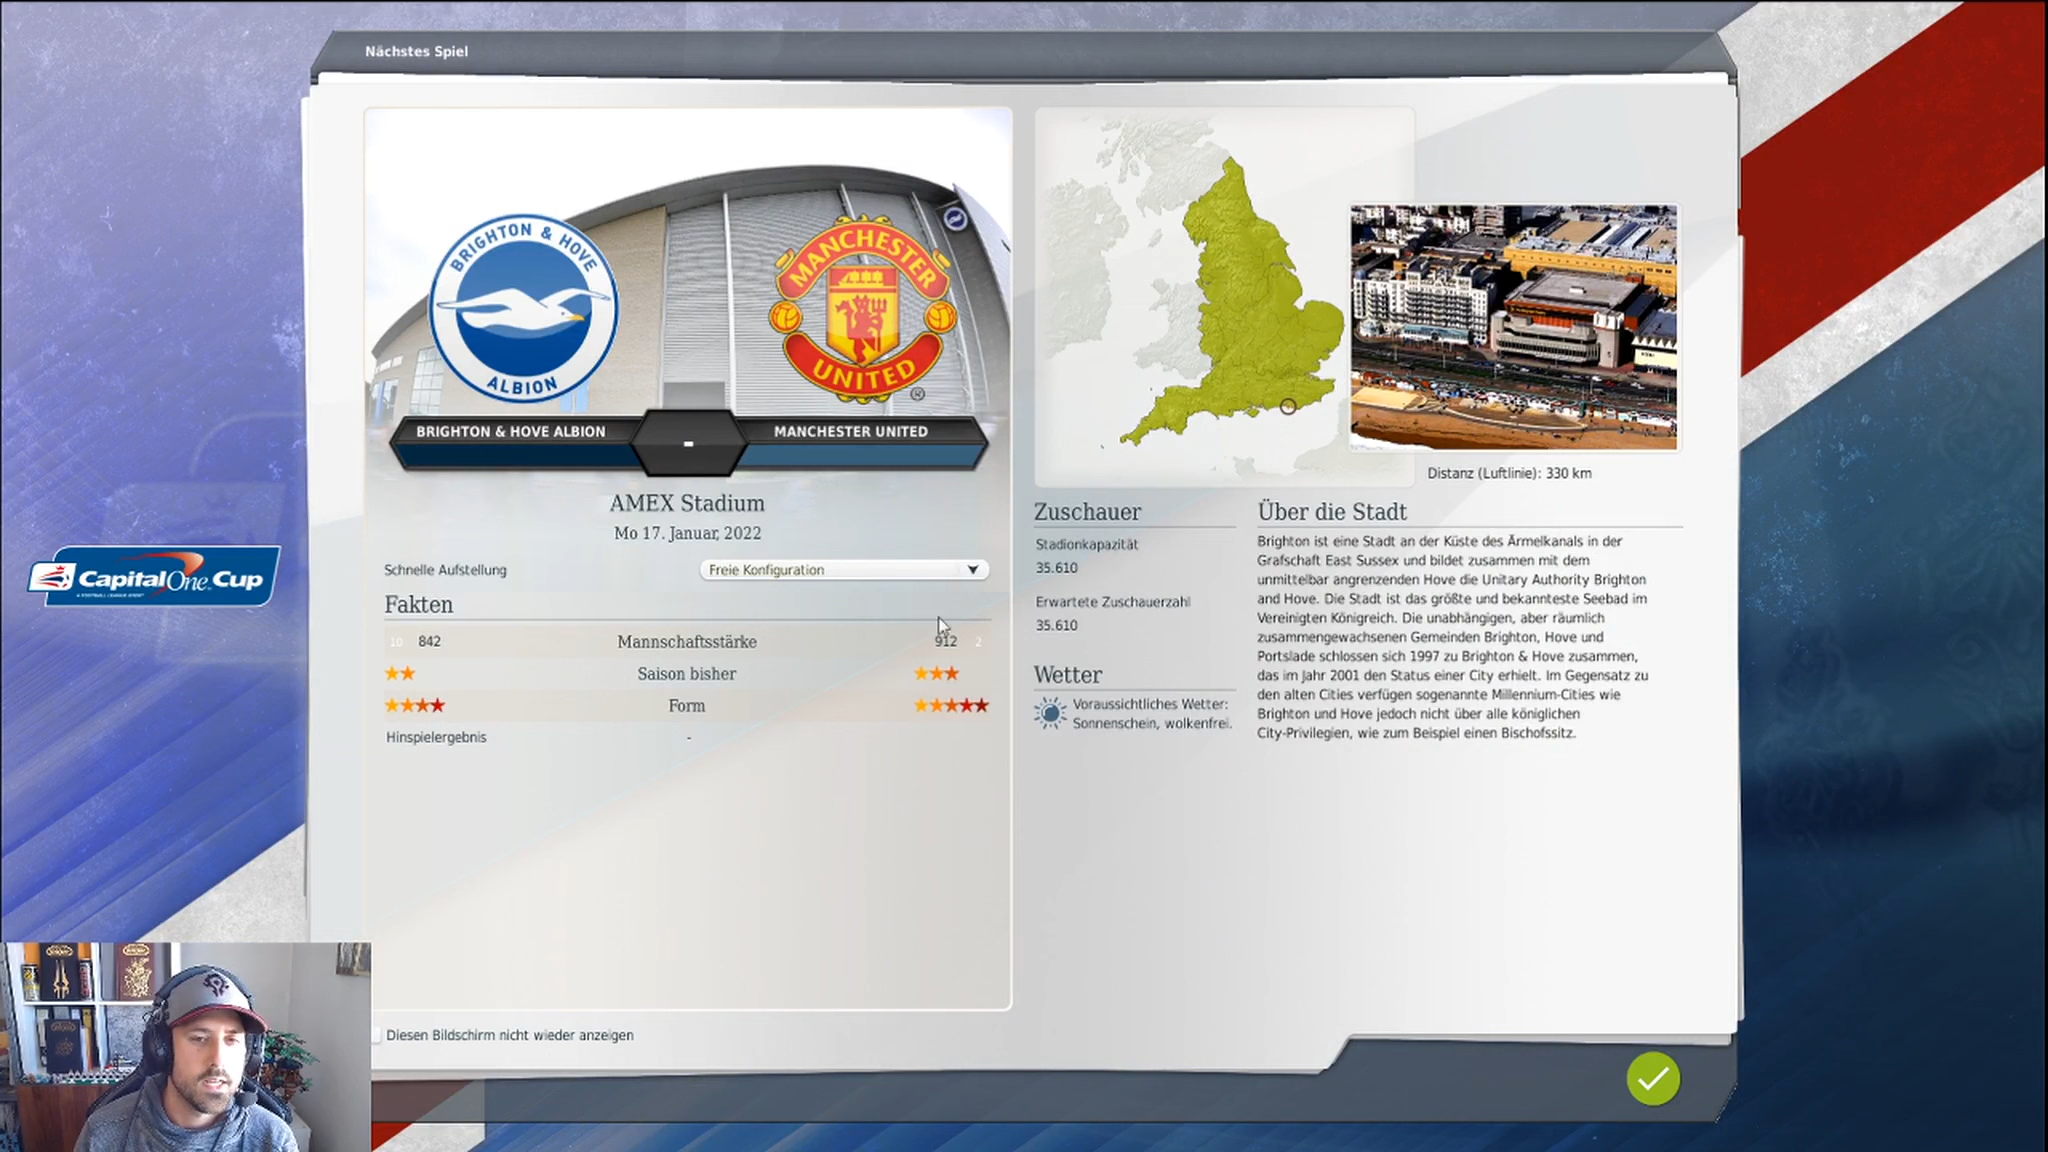 Nächstes Spiel
BRIGHTON & HOVE
ALBION
MANCHESTER
UNITED
®
BRIGHTON & HOVE ALBION
-
MANCHESTER UNITED
AMEX Stadium
Mo 17. Januar, 2022
Schnelle Aufstellung
Freie Konfiguration
Fakten
10 842 Mannschaftsstärke 912 2
Saison bisher
Form
Hinspielergebnis -
Diesen Bildschirm nicht wieder anzeigen
Capital One Cup
Distanz (Luftlinie): 330 km
Zuschauer
Stadionkapazität
35.610
Erwartete Zuschauerzahl
35.610
Wetter
Voraussichtliches Wetter:
Sonnenschein, wolkenfrei.
Über die Stadt
Brighton ist eine Stadt an der Küste des Ärmelkanals in der
Grafschaft East Sussex und bildet zusammen mit dem
unmittelbar angrenzenden Hove die Unitary Authority Brighton
and Hove. Die Stadt ist das größte und bekannteste Seebad im
Vereinigten Königreich. Die unabhängigen, aber räumlich
zusammengewachsenen Gemeinden Brighton, Hove und
Portslade schlossen sich 1997 zu Brighton & Hove zusammen,
das im Jahr 2001 den Status einer City erhielt. Im Gegensatz zu
den alten Cities verfügen sogenannte Millennium-Cities wie
Brighton und Hove jedoch nicht über alle königlichen
City-Privilegien, wie zum Beispiel einen Bischofssitz.